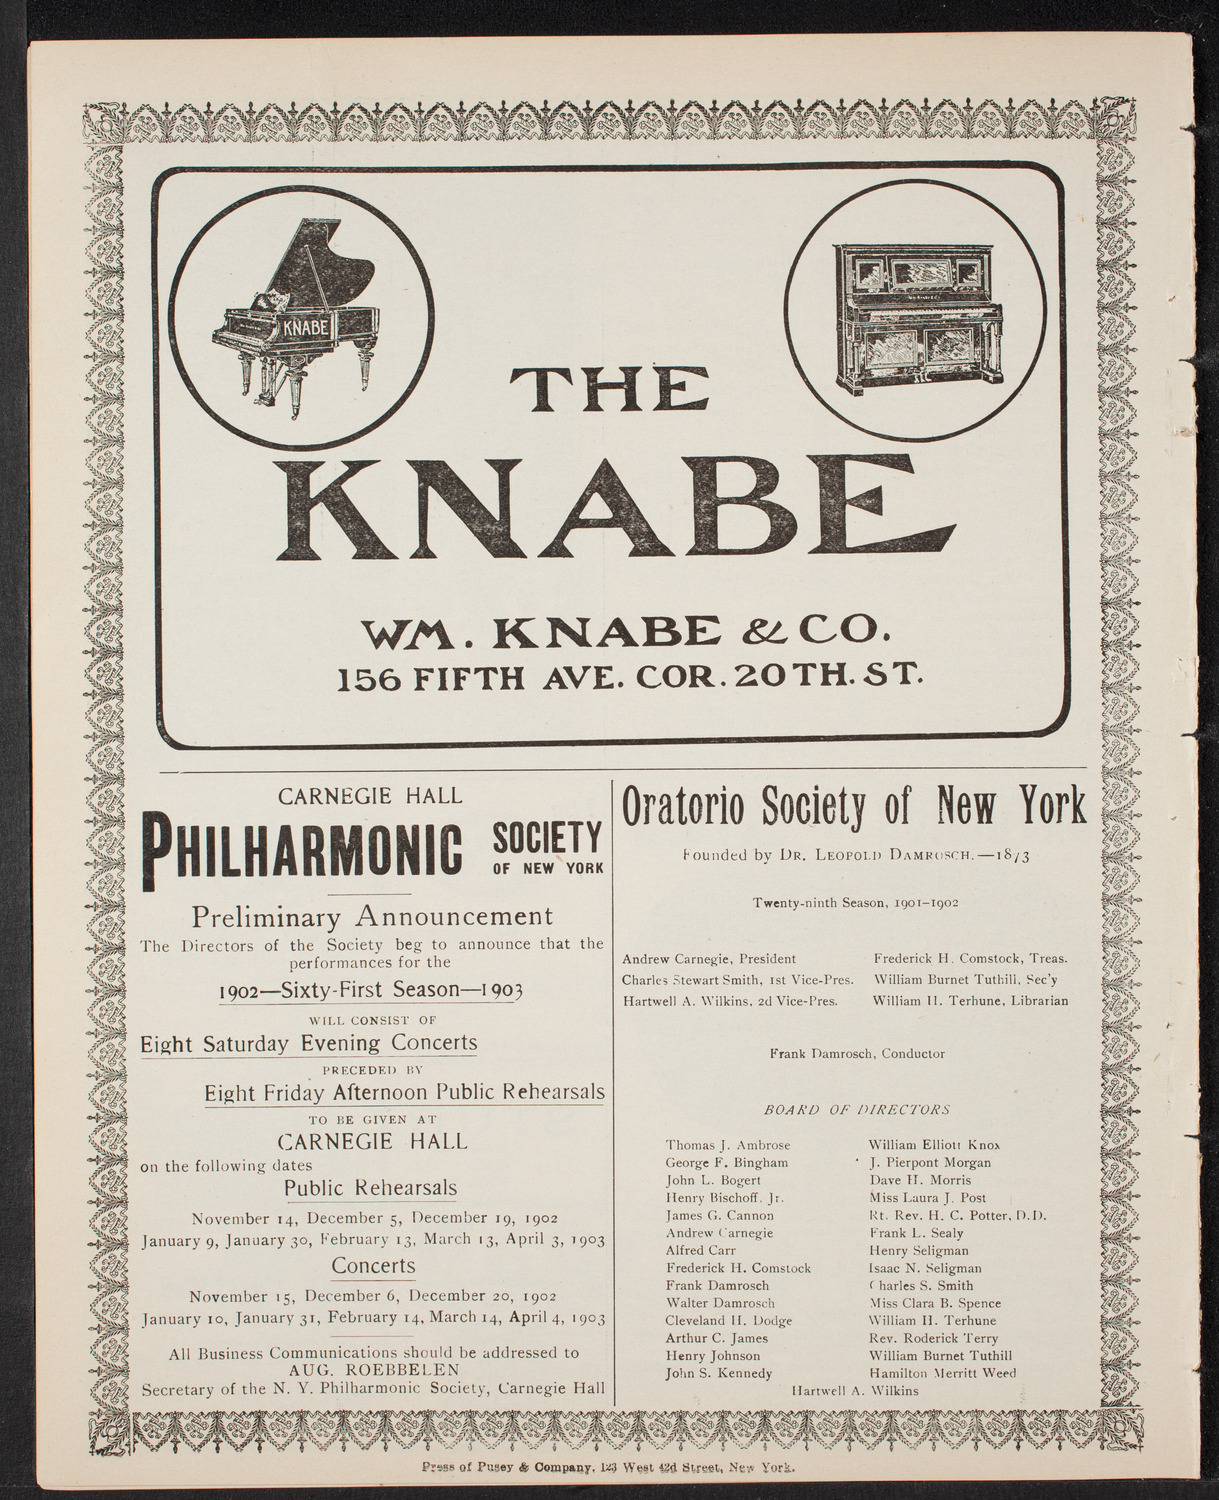 KNABE
THE
KNABE
WM. KNABE & CO.
156 FIFTH AVE. COR. 20TH. ST.
CARNEGIE HALL
PHILHARMONIC SOCIETY
OF NEW YORK
Preliminary Announcement
The Directors of the Society beg to announce that the
performances for the
1902—Sixty-First Season—1903
WILL CONSIST OF
Eight Saturday Evening Concerts
PRECEDED BY
Eight Friday Afternoon Public Rehearsals
TO BE GIVEN AT
CARNEGIE HALL
on the following dates
Public Rehearsals
November 14, December 5, December 19, 1902
January 9, January 30, February 13, March 13, April 3, 1903
Concerts
November 15, December 6, December 20, 1902
January 10, January 31, February 14, March 14, April 4, 1903
All Business Communications should be addressed to
AUG. ROEBBELEN
Secretary of the N. Y. Philharmonic Society, Carnegie Hall
Oratorio Society of New York
Founded by DR. LEOPOLD DAMROSCH.—1873
Twenty-ninth Season, 1901–1902
Andrew Carnegie, President
Charles Stewart Smith, 1st Vice-Pres.
Hartwell A. Wilkins, 2d Vice-Pres.
Frederick H. Comstock, Treas.
William Burnet Tuthill, Sec'y
William H. Terhune, Librarian
Frank Damrosch, Conductor
BOARD OF DIRECTORS
Thomas J. Ambrose
George F. Bingham
John L. Bogert
Henry Bischoff, Jr.
James G. Cannon
Andrew Carnegie
Alfred Carr
Frederick H. Comstock
Frank Damrosch
Walter Damrosch
Cleveland H. Dodge
Arthur C. James
Henry Johnson
John S. Kennedy
William Elliott Knox
J. Pierpont Morgan
Dave H. Morris
Miss Laura J. Post
Rt. Rev. H. C. Potter, D.D.
Frank L. Sealy
Henry Seligman
Isaac N. Seligman
Charles S. Smith
Miss Clara B. Spence
William H. Terhune
Rev. Roderick Terry
William Burnet Tuthill
Hamilton Merritt Weed
Hartwell A. Wilkins
Press of Pusey & Company, 123 West 42d Street, New York.